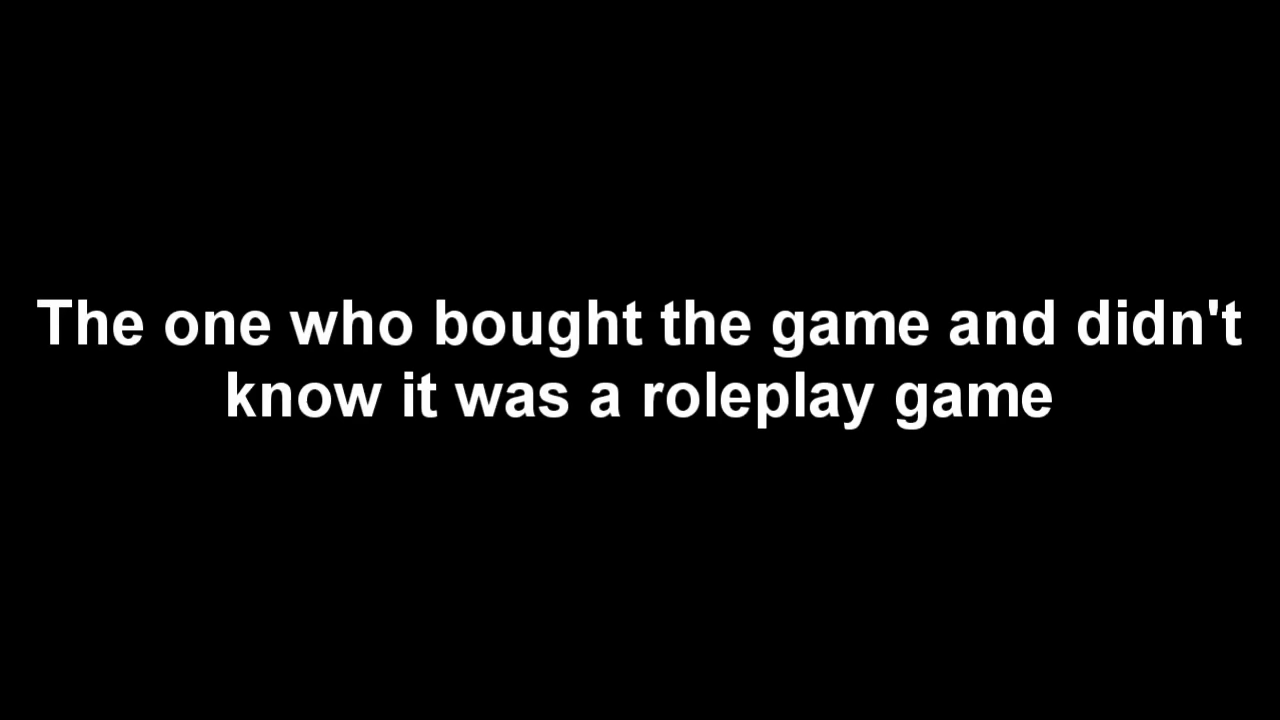 The one who bought the game and didn't
know it was a roleplay game